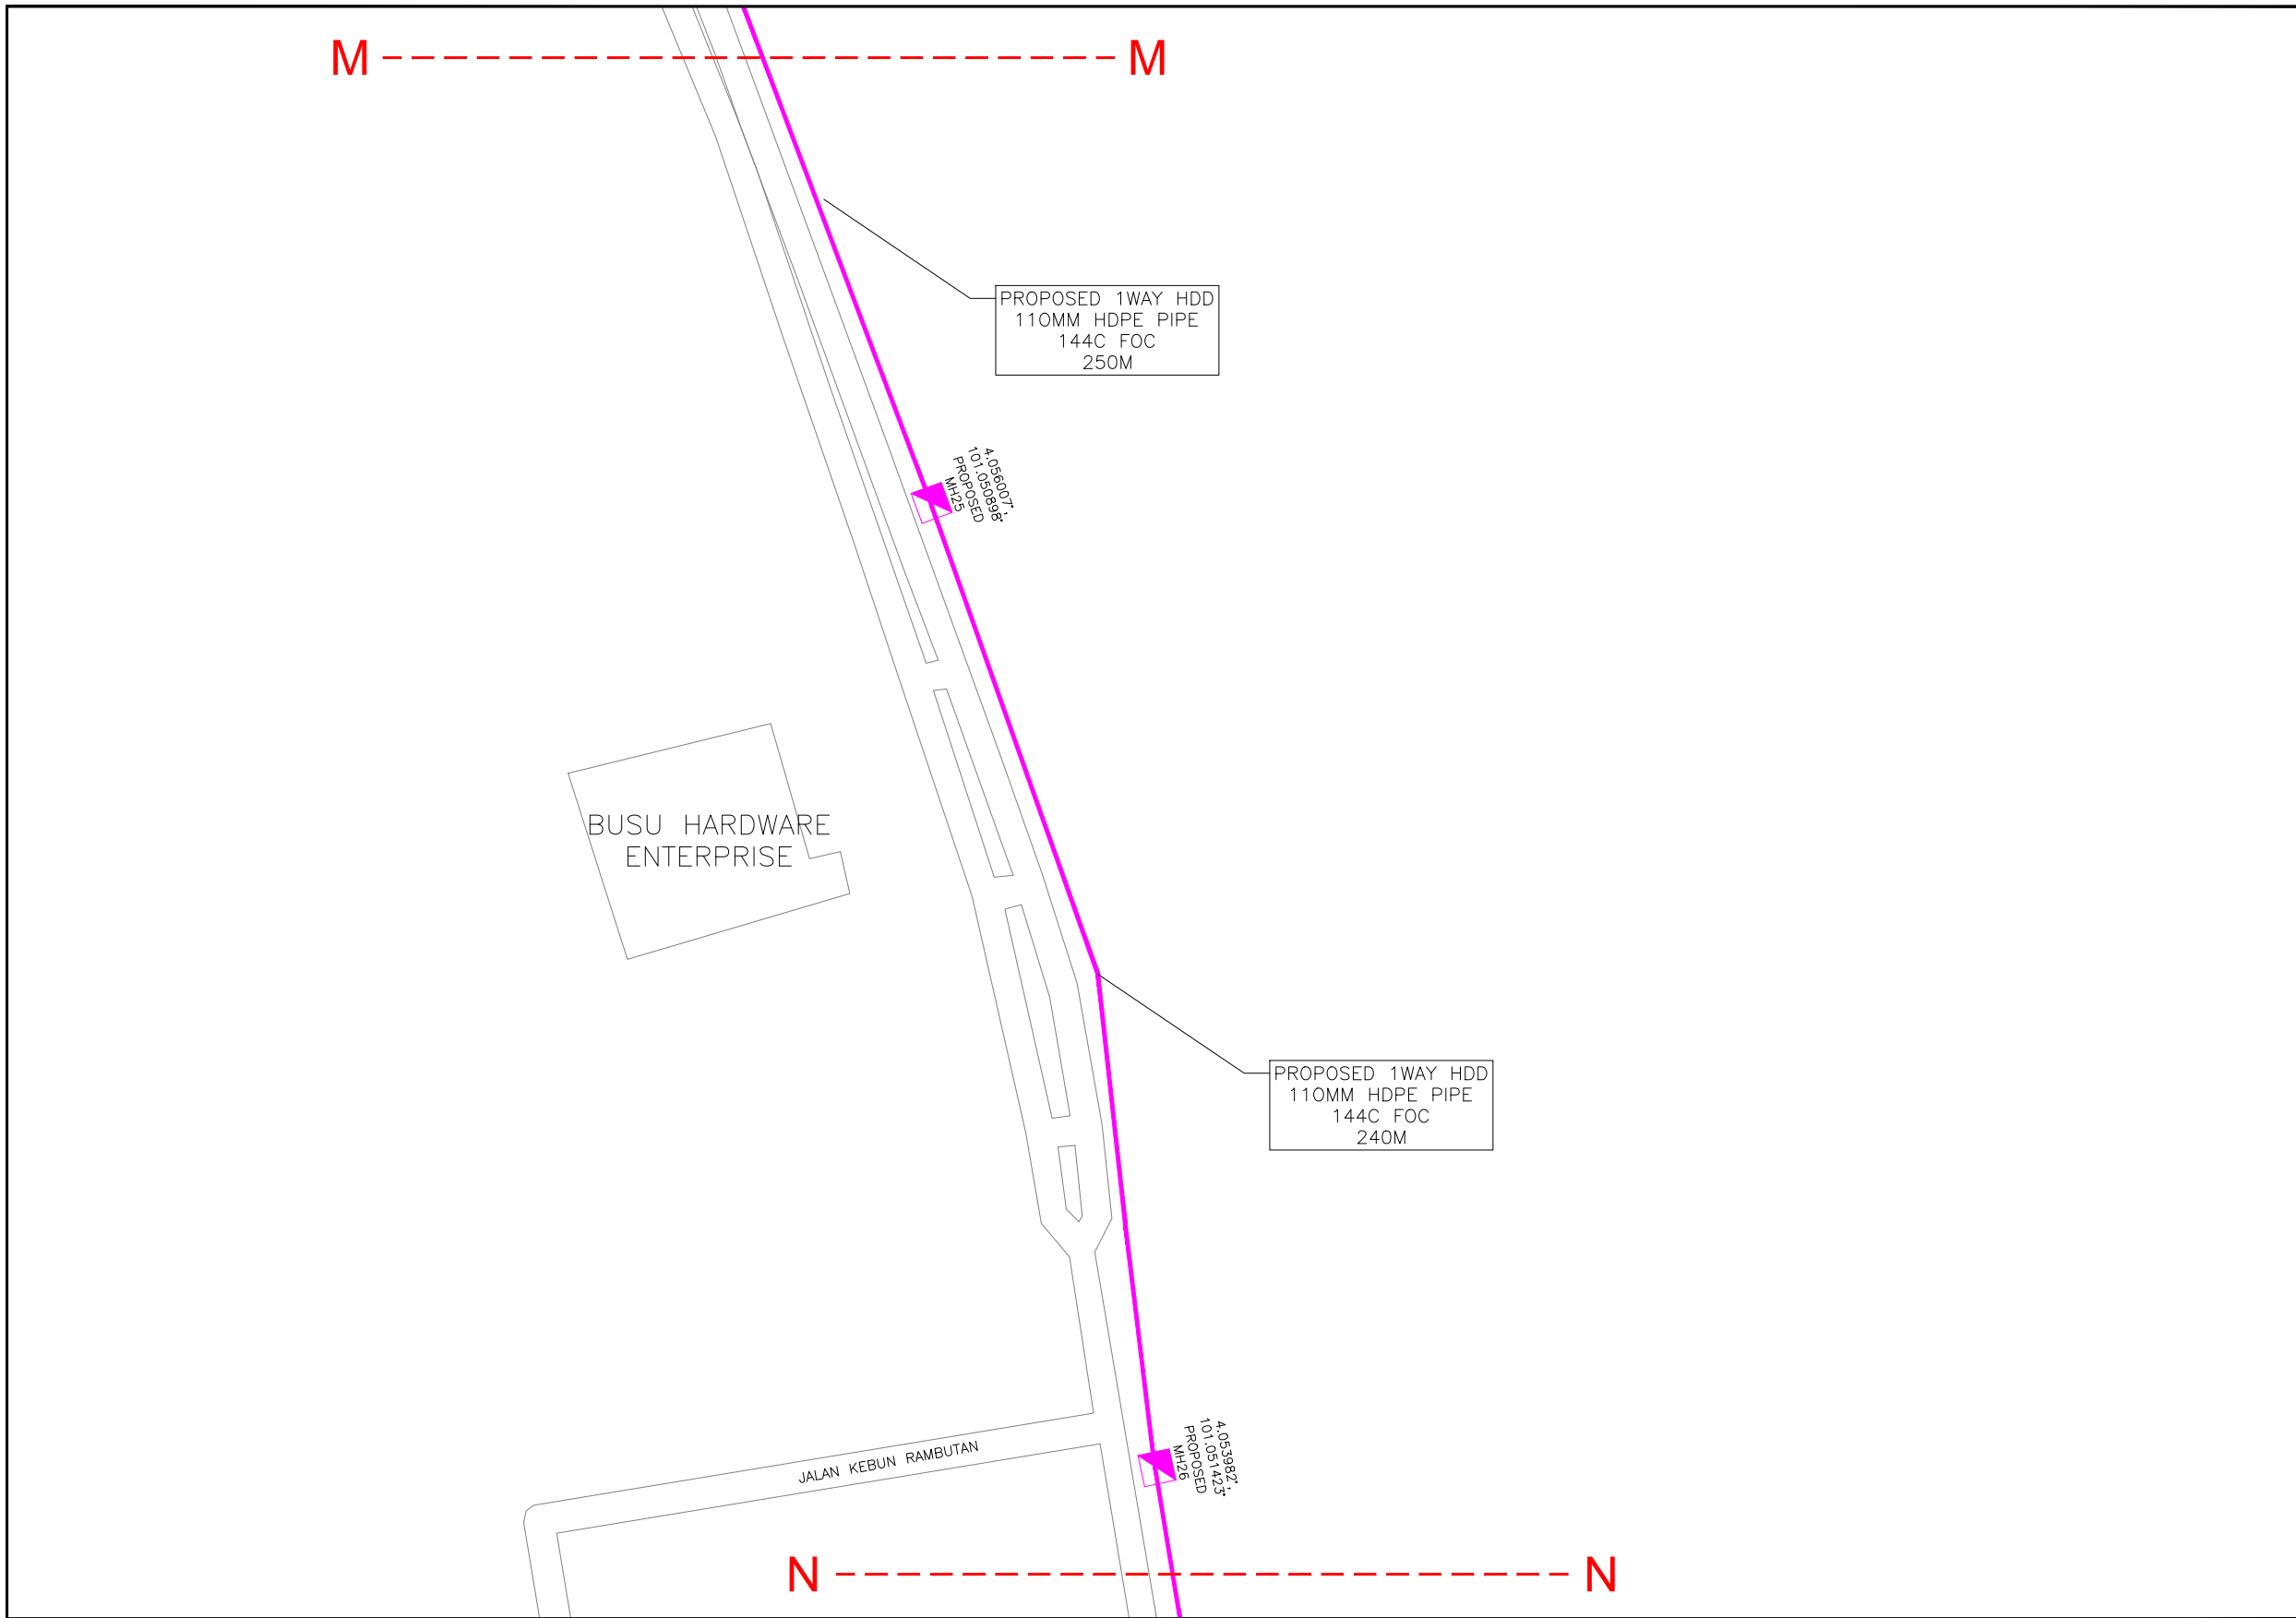 M
M
PROPOSED 1WAY HDD
110MM HDPE PIPE
144C FOC
250M
4.056007°,
101.050898°
PROPOSED
MH25
BUSU HARDWARE
ENTERPRISE
PROPOSED 1WAY HDD
110MM HDPE PIPE
144C FOC
240M
4.053982°,
101.051423°
PROPOSED
MH26
JALAN KEBUN RAMBUTAN
N
N